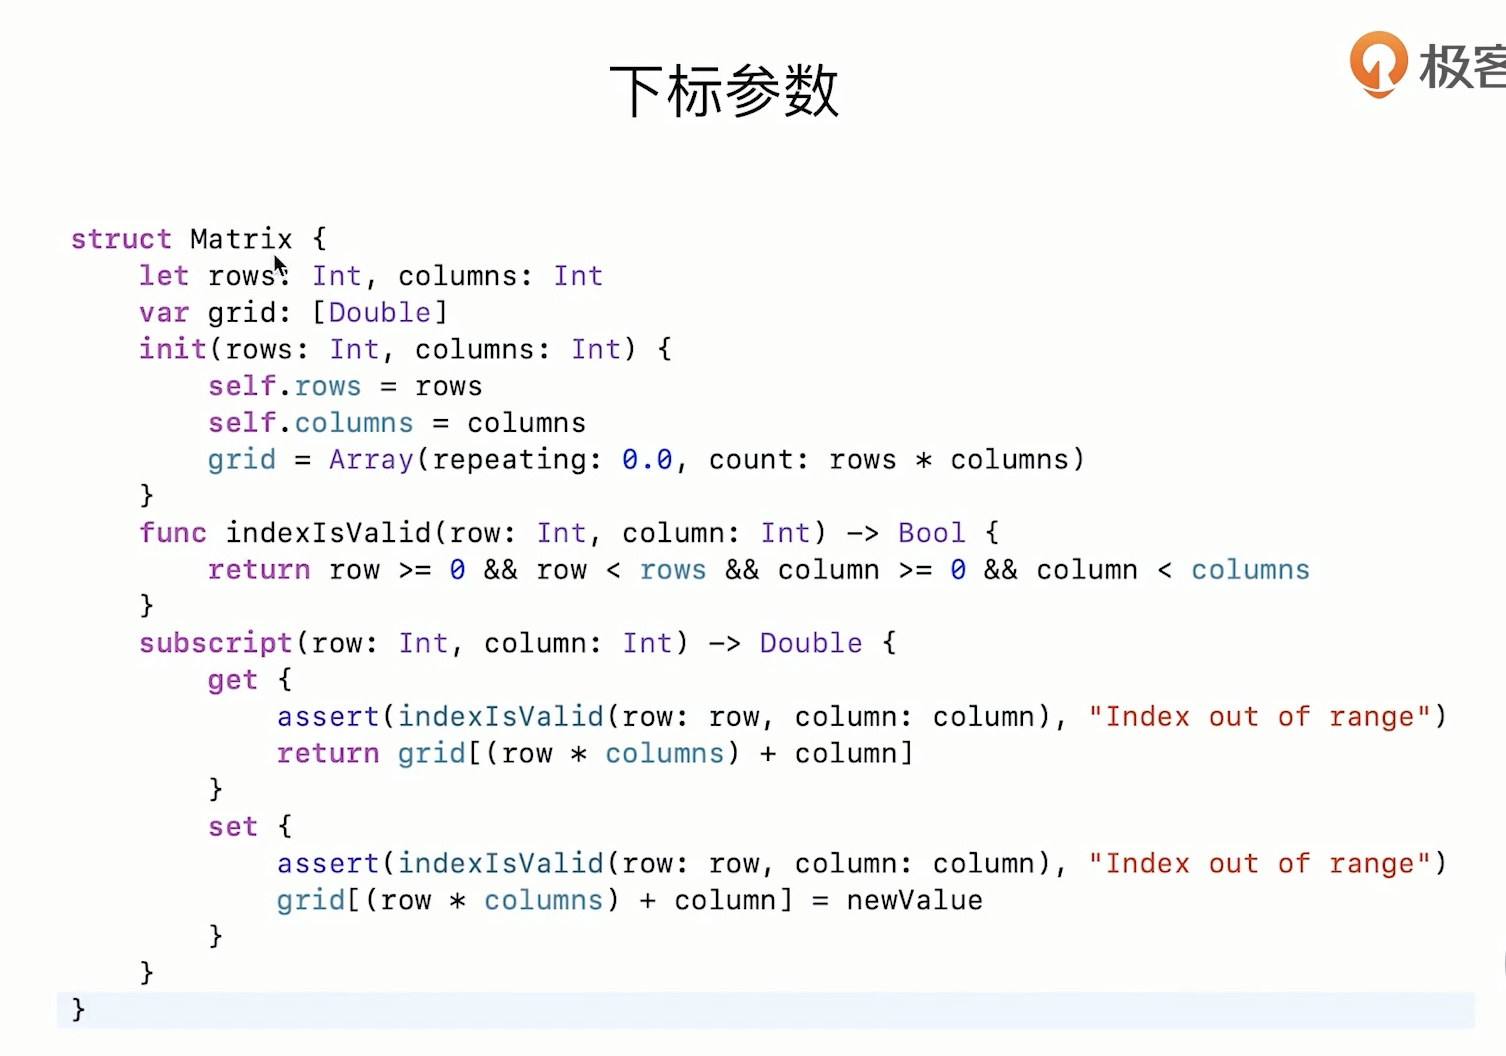 极客
下标参数
struct Matrix {
    let rows: Int, columns: Int
    var grid: [Double]
    init(rows: Int, columns: Int) {
        self.rows = rows
        self.columns = columns
        grid = Array(repeating: 0.0, count: rows * columns)
    }
    func indexIsValid(row: Int, column: Int) -> Bool {
        return row >= 0 && row < rows && column >= 0 && column < columns
    }
    subscript(row: Int, column: Int) -> Double {
        get {
            assert(indexIsValid(row: row, column: column), "Index out of range")
            return grid[(row * columns) + column]
        }
        set {
            assert(indexIsValid(row: row, column: column), "Index out of range")
            grid[(row * columns) + column] = newValue
        }
    }
}